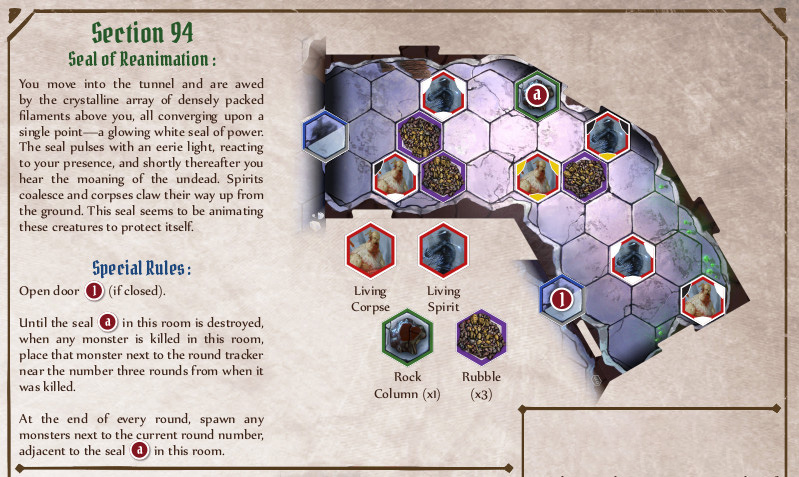 Section 94
Seal of Reanimation:
You move into the tunnel and are awed
by the crystalline array of densely packed
filaments above you, all converging upon a
single point—a glowing white seal of power.
The seal pulses with an eerie light, reacting
to your presence, and shortly thereafter you
hear the moaning of the undead. Spirits
coalesce and corpses claw their way up from
the ground. This seal seems to be animating
these creatures to protect itself.
Special Rules:
Open door 1 (if closed).
Until the seal a in this room is destroyed,
when any monster is killed in this room,
place that monster next to the round tracker
near the number three rounds from when it
was killed.
At the end of every round, spawn any
monsters next to the current round number,
adjacent to the seal a in this room.
a
1
Living
Corpse
Living
Spirit
Rock
Column (x1)
Rubble
(x3)